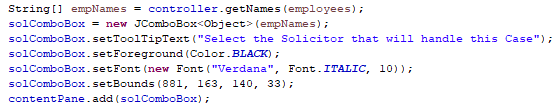 String[] empNames = controller.getNames(employees);
solComboBox = new JComboBox<Object>(empNames);
solComboBox.setToolTipText("Select the Solicitor that will handle this Case");
solComboBox.setForeground(Color.BLACK);
solComboBox.setFont(new Font("Verdana", Font.ITALIC, 10));
solComboBox.setBounds(881, 163, 140, 33);
contentPane.add(solComboBox);